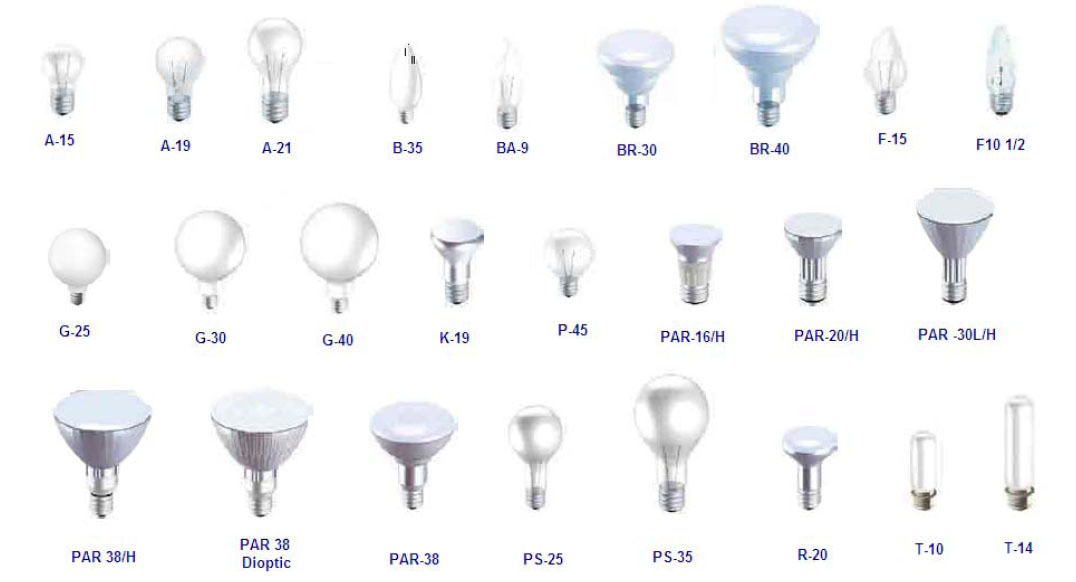 A-15
A-19
A-21
B-35
BA-9
BR-30
BR-40
F-15
F10 1/2
G-25
G-30
G-40
K-19
P-45
PAR-16/H
PAR-20/H
PAR -30L/H
PAR 38/H
PAR 38
Dioptic
PAR-38
PS-25
PS-35
R-20
T-10
T-14